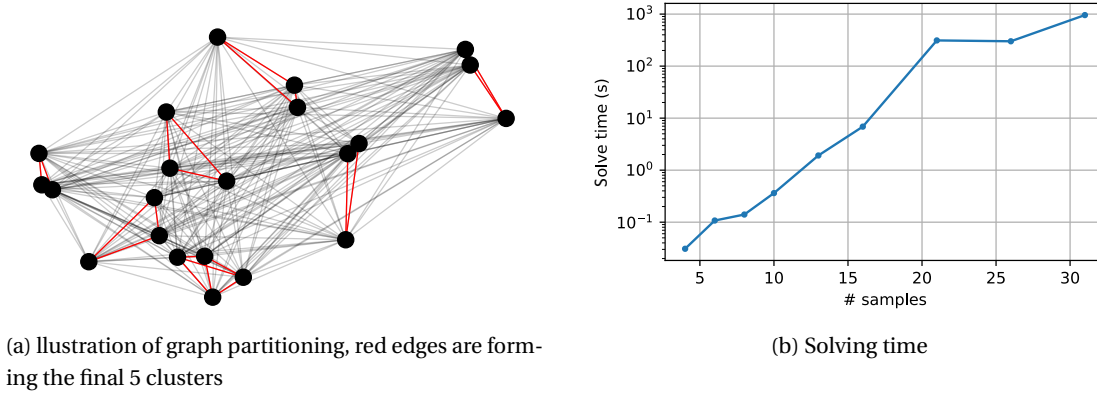 10³
10²
10¹
10⁰
10⁻¹
Solve time (s)
5 10 15 20 25 30
# samples
(a) llustration of graph partitioning, red edges are form-
ing the final 5 clusters
(b) Solving time